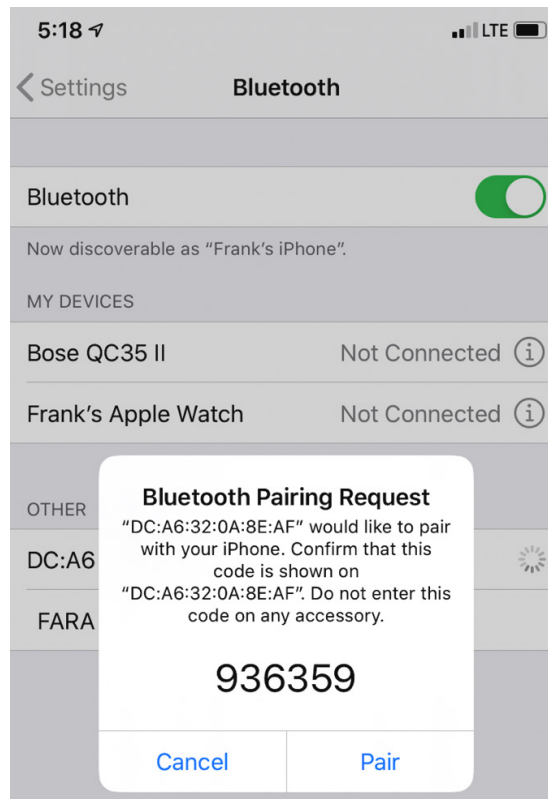 5:18
LTE
Settings
Bluetooth
Bluetooth
Now discoverable as “Frank’s iPhone”.
MY DEVICES
Bose QC35 II Not Connected
Frank’s Apple Watch Not Connected
OTHER
DC:A6
FARA
Bluetooth Pairing Request
“DC:A6:32:0A:8E:AF” would like to pair
with your iPhone. Confirm that this
code is shown on
“DC:A6:32:0A:8E:AF”. Do not enter this
code on any accessory.
936359
Cancel Pair